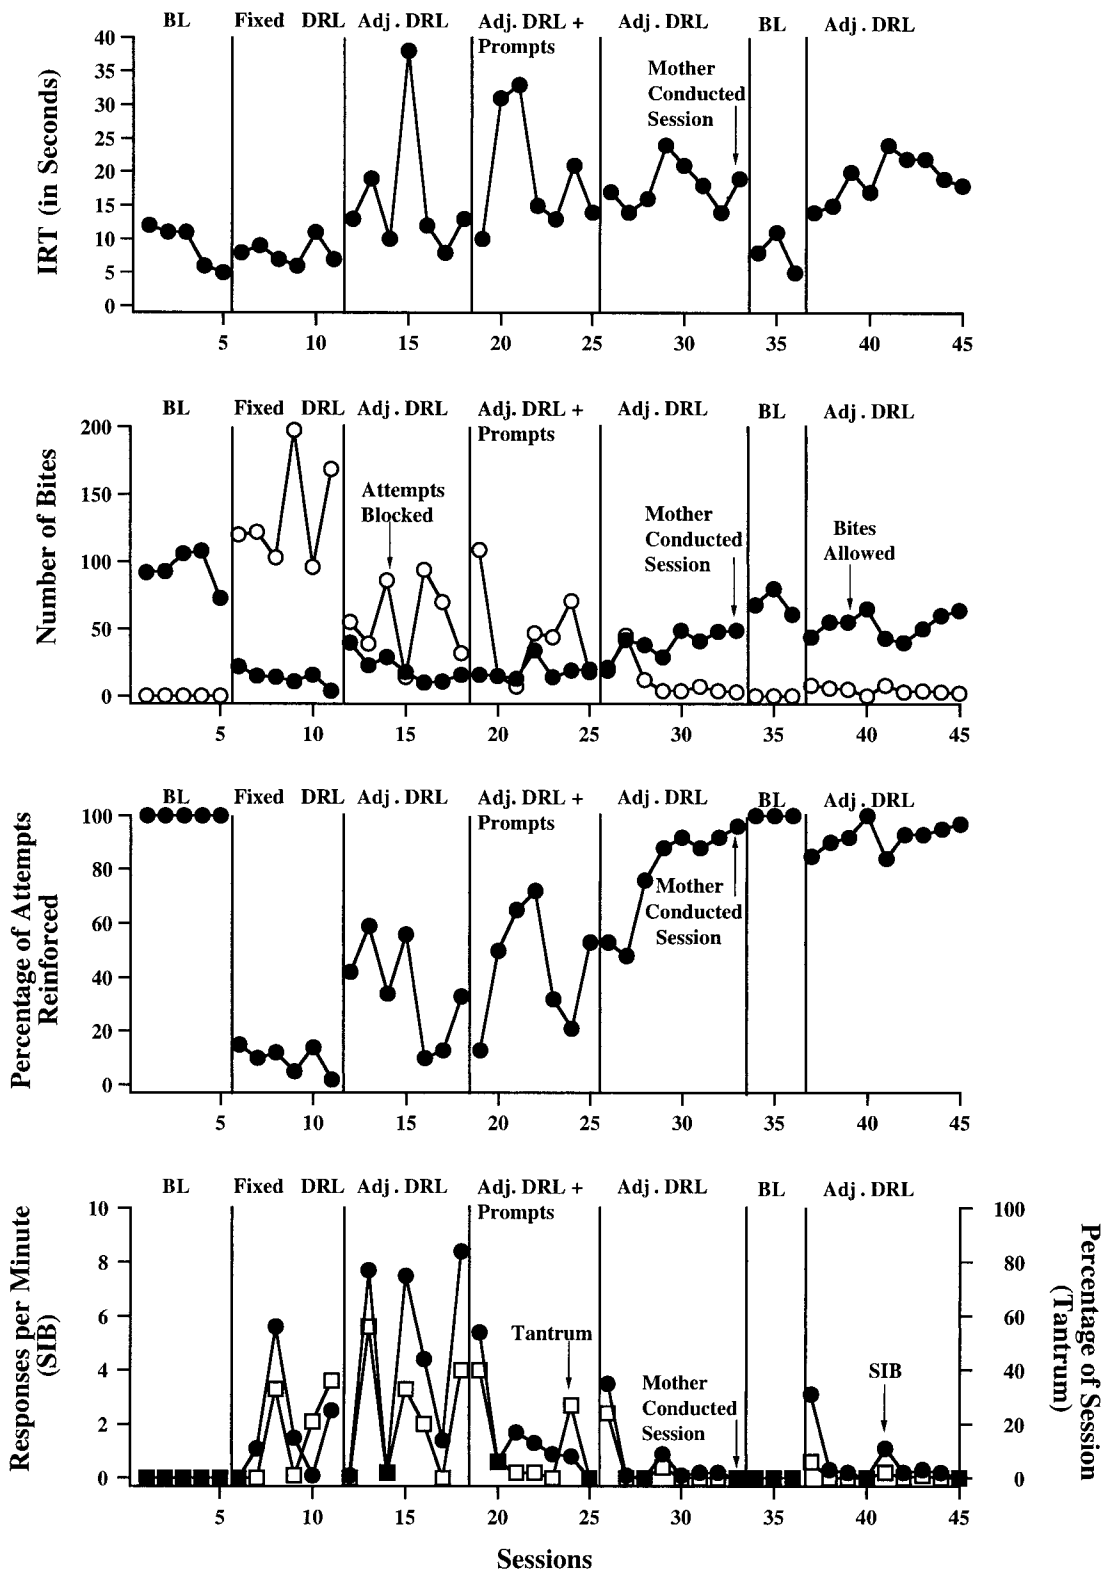 BL Fixed DRL Adj. DRL Adj. DRL + Adj. DRL BL Adj. DRL
Prompts
40
35
30
25
20
15
10
5
0
IRT (in Seconds)
Mother
Conducted
Session
5 10 15 20 25 30 35 40 45
BL Fixed DRL Adj. DRL Adj. DRL + Adj. DRL BL Adj. DRL
Prompts
200
150
100
50
0
Number of Bites
Attempts
Blocked
Mother
Conducted
Session
Bites
Allowed
5 10 15 20 25 30 35 40 45
BL Fixed DRL Adj. DRL Adj. DRL + Adj. DRL BL Adj. DRL
Prompts
100
80
60
40
20
0
Percentage of Attempts
Reinforced
Mother
Conducted
Session
5 10 15 20 25 30 35 40 45
BL Fixed DRL Adj. DRL Adj. DRL + Adj. DRL BL Adj. DRL
Prompts
10
8
6
4
2
0
Responses per Minute
(SIB)
Tantrum
Mother
Conducted
Session
SIB
100
80
60
40
20
0
Percentage of Session
(Tantrum)
5 10 15 20 25 30 35 40 45
Sessions